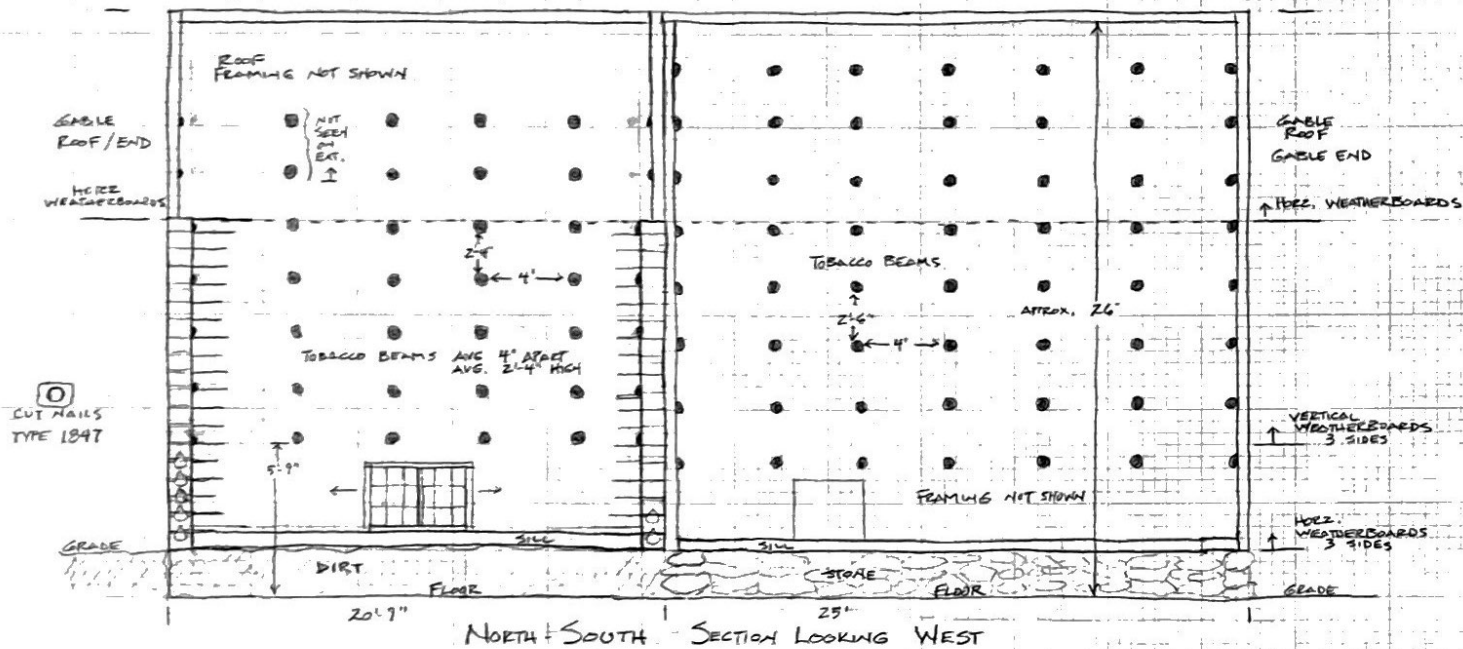 ROOF
FRAMING NOT SHOWN
GABLE
ROOF/END
NOT
SEEN
ON
EXT.
HORZ
WEATHERBOARDS
2'-4"
4'
TOBACCO BEAMS AVG 4" APART
AVG. 2'-4" HIGH
CUT NAILS
TYPE 1847
5'-9"
SILL
GRADE
DIRT
FLOOR
20'-9"
TOBACCO BEAMS
2'-6"
4'
APPROX. 26'
FRAMING NOT SHOWN
SILL
STONE
FLOOR
25'
GABLE
ROOF
GABLE END
HORZ. WEATHERBOARDS
VERTICAL
WEATHERBOARDS
3 SIDES
HORZ.
WEATHERBOARDS
3 SIDES
GRADE
NORTH & SOUTH SECTION LOOKING WEST